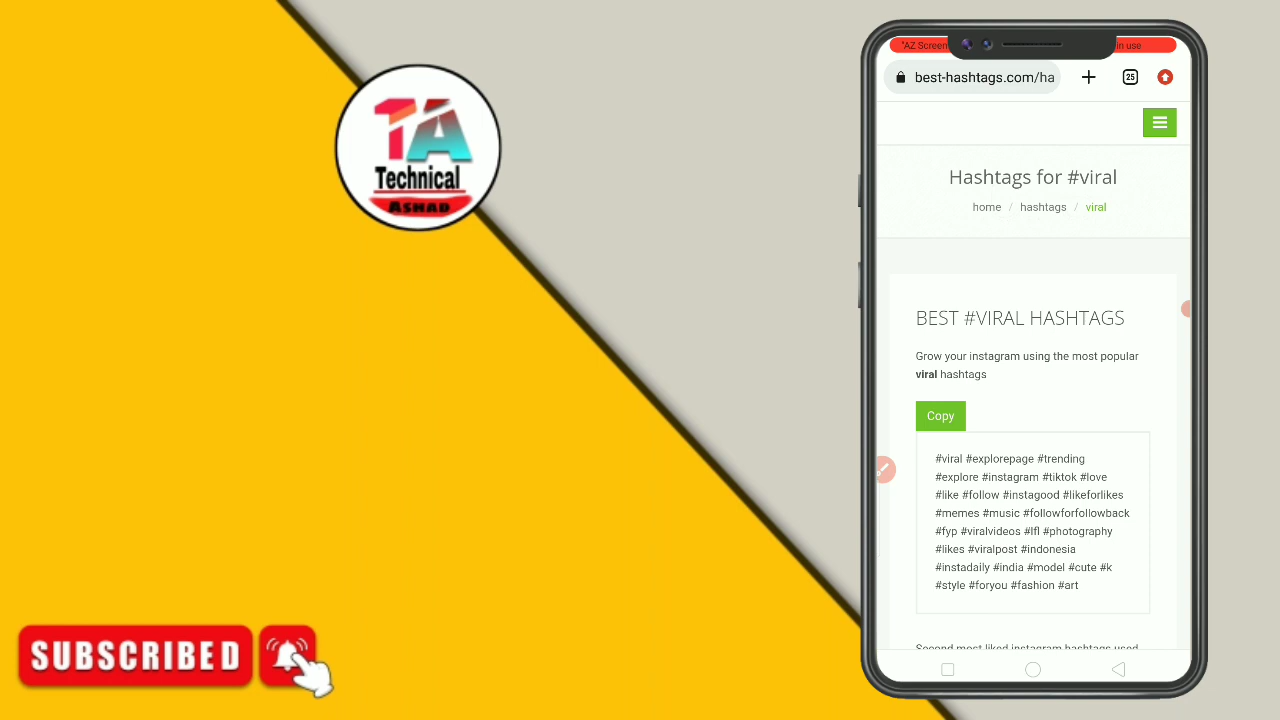 TA
Technical
ASHAD
SUBSCRIBED
"AZ Screen
in use
best-hashtags.com/ha
25
Hashtags for #viral
home / hashtags / viral
BEST #VIRAL HASHTAGS
Grow your instagram using the most popular
viral hashtags
Copy
#viral #explorepage #trending
#explore #instagram #tiktok #love
#like #follow #instagood #likeforlikes
#memes #music #followforfollowback
#fyp #viralvideos #lfl #photography
#likes #viralpost #indonesia
#instadaily #india #model #cute #k
#style #foryou #fashion #art
Second most liked instagram hashtags used